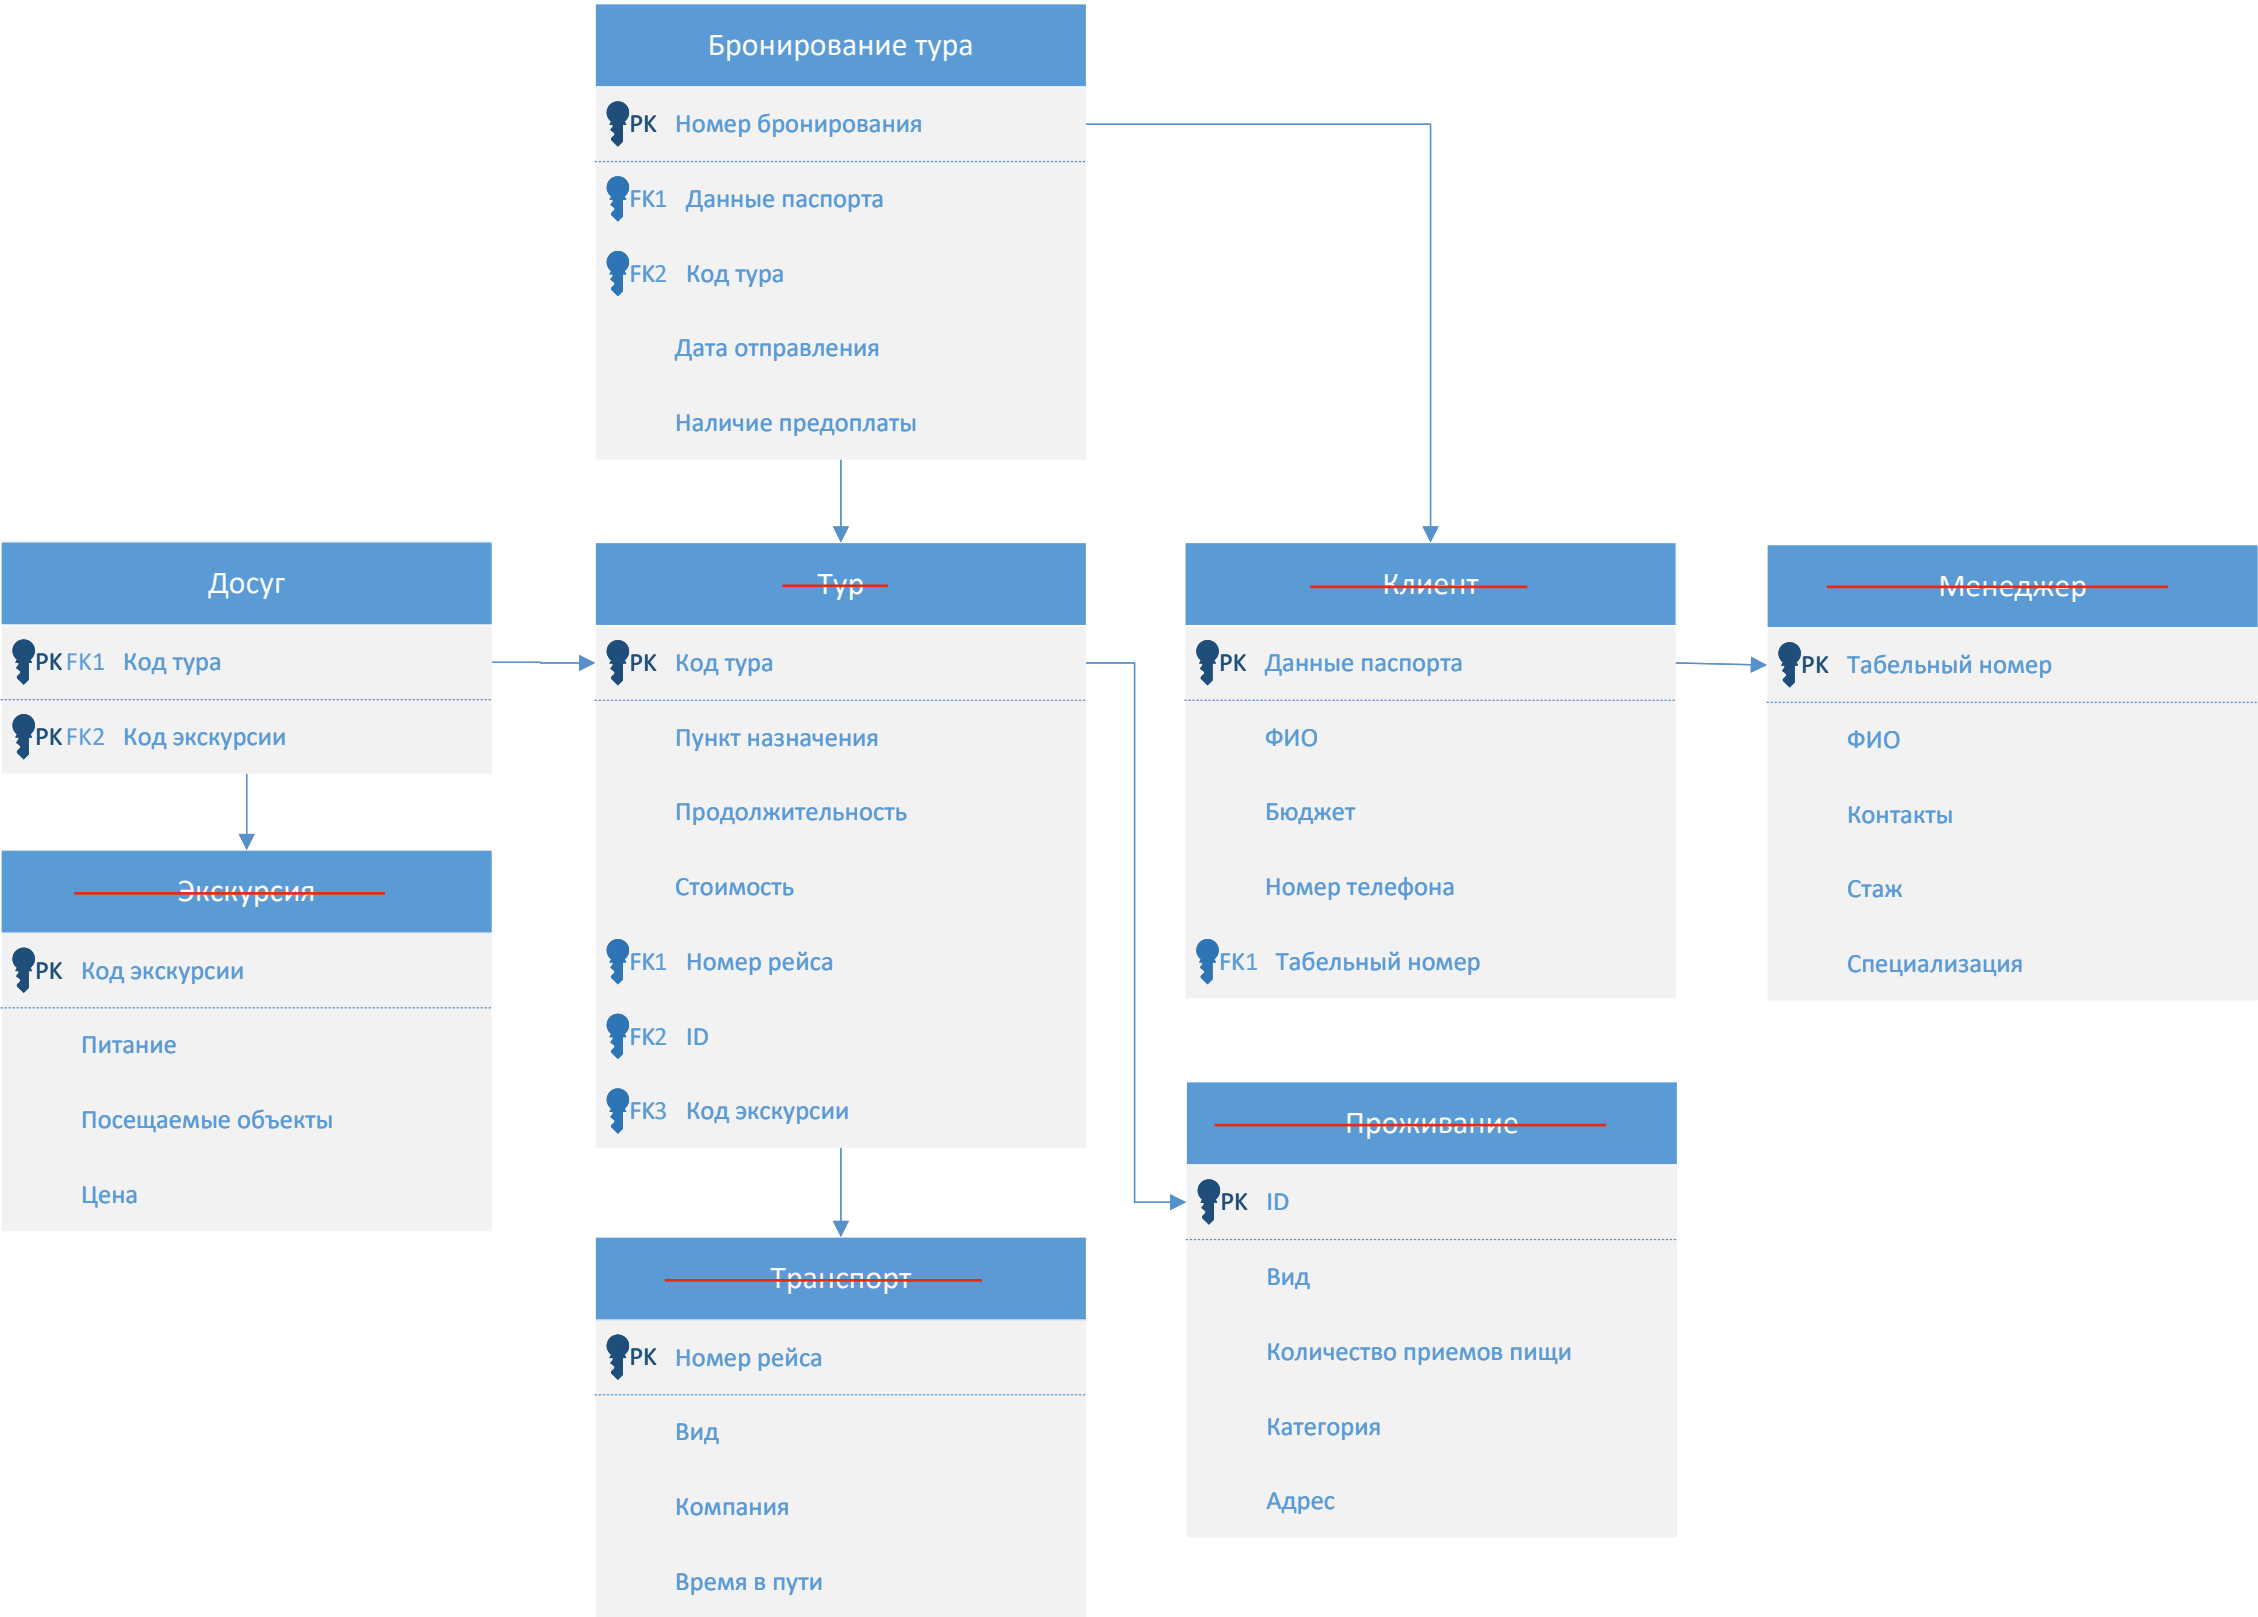 Бронирование тура
PK Номер бронирования
FK1 Данные паспорта
FK2 Код тура
Дата отправления
Наличие предоплаты
Досуг
PK FK1 Код тура
PK FK2 Код экскурсии
Экскурсия
PK Код экскурсии
Питание
Посещаемые объекты
Цена
Тур
PK Код тура
Пункт назначения
Продолжительность
Стоимость
FK1 Номер рейса
FK2 ID
FK3 Код экскурсии
Транспорт
PK Номер рейса
Вид
Компания
Время в пути
Клиент
PK Данные паспорта
ФИО
Бюджет
Номер телефона
FK1 Табельный номер
Проживание
PK ID
Вид
Количество приемов пищи
Категория
Адрес
Менеджер
PK Табельный номер
ФИО
Контакты
Стаж
Специализация